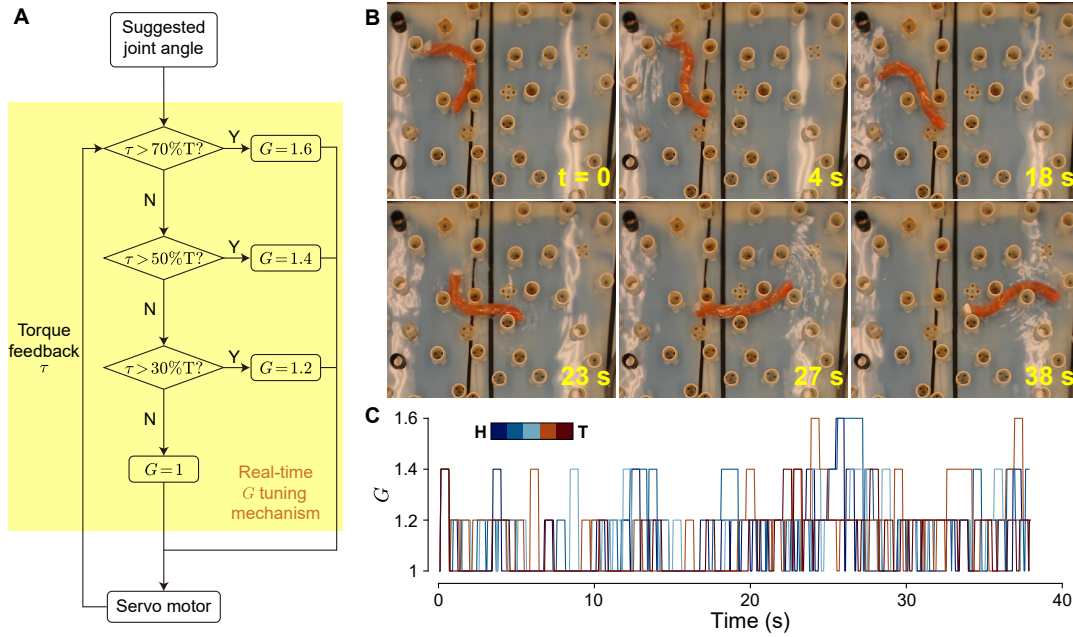 A
Suggested
joint angle
τ > 70%T?
Y
G = 1.6
N
τ > 50%T?
Y
G = 1.4
N
Torque
feedback
τ
τ > 30%T?
Y
G = 1.2
N
G = 1
Real-time
G tuning
mechanism
Servo motor
B
t = 0
4 s
18 s
23 s
27 s
38 s
C
H
T
1.6
1.4
1.2
1
G
0
10
20
30
40
Time (s)